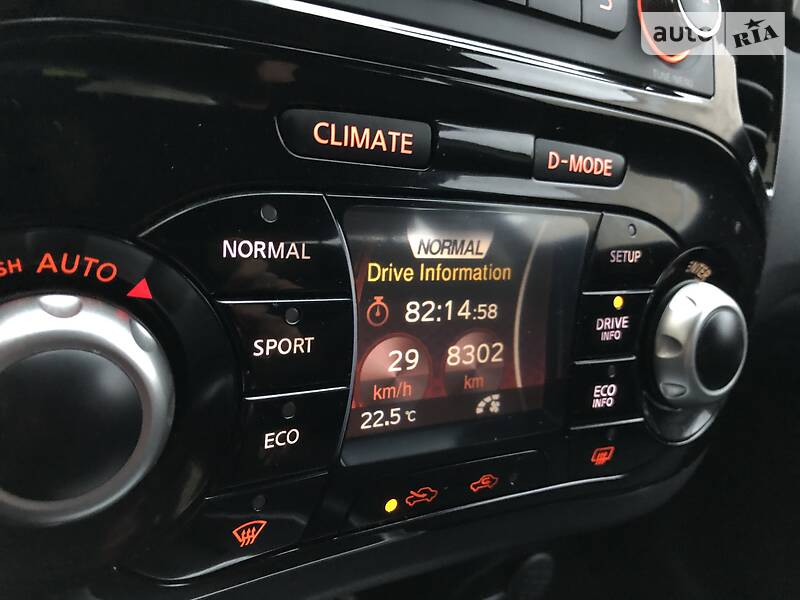 auto RIA
CLIMATE
D-MODE
NORMAL
SPORT
ECO
AUTO
NORMAL
Drive Information
82:14:58
29
km/h
8302
km
22.5 °C
SETUP
DRIVE
INFO
ECO
INFO
ENTER